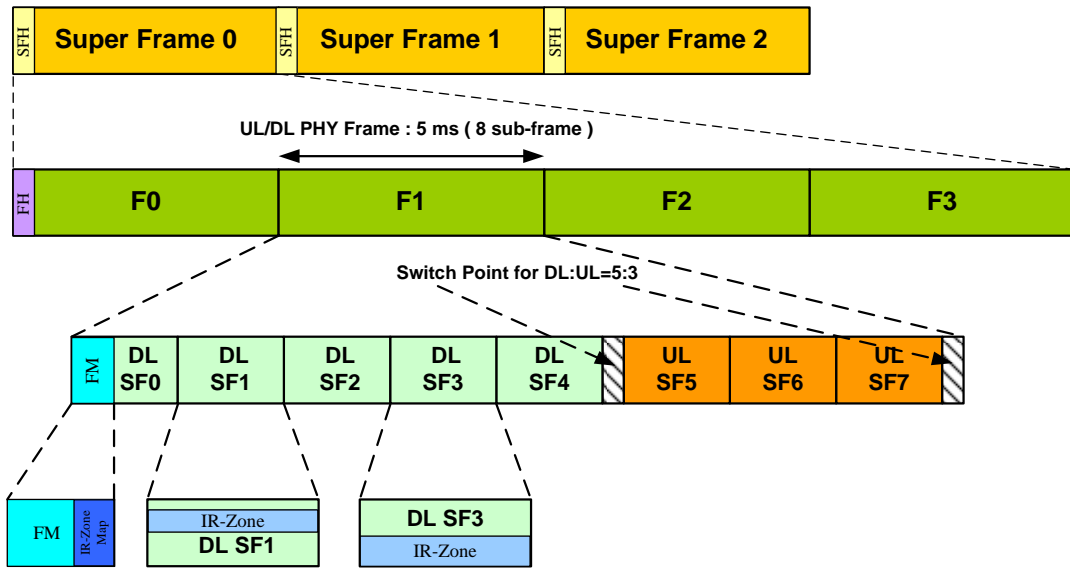 SFH
Super Frame 0
SFH
Super Frame 1
SFH
Super Frame 2
UL/DL PHY Frame : 5 ms ( 8 sub-frame )
FH
F0
F1
F2
F3
Switch Point for DL:UL=5:3
FM
DL
SF0
DL
SF1
DL
SF2
DL
SF3
DL
SF4
UL
SF5
UL
SF6
UL
SF7
FM
IR-Zone
Map
IR-Zone
DL SF1
DL SF3
IR-Zone